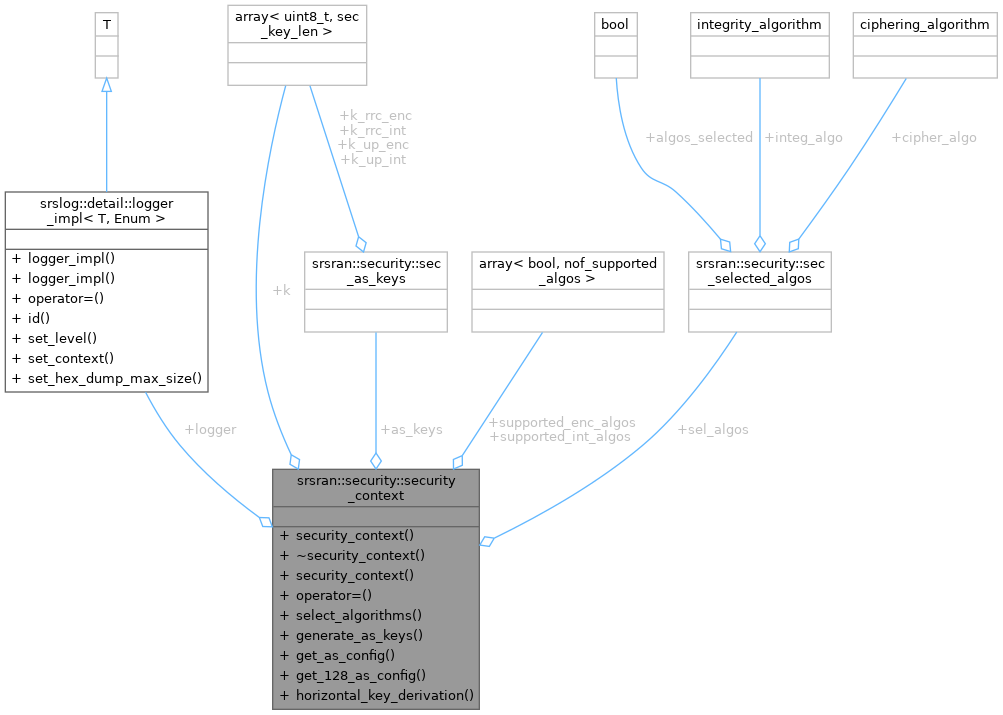 T
array< uint8_t, sec
_key_len >
bool
integrity_algorithm
ciphering_algorithm
+k_rrc_enc
+k_rrc_int
+k_up_enc
+k_up_int
+algos_selected
+integ_algo
+cipher_algo
srslog::detail::logger
_impl< T, Enum >
+ logger_impl()
+ logger_impl()
+ operator=()
+ id()
+ set_level()
+ set_context()
+ set_hex_dump_max_size()
+k
srsran::security::sec
_as_keys
array< bool, nof_supported
_algos >
srsran::security::sec
_selected_algos
+logger
+as_keys
+supported_enc_algos
+supported_int_algos
+sel_algos
srsran::security::security
_context
+ security_context()
+ ~security_context()
+ security_context()
+ operator=()
+ select_algorithms()
+ generate_as_keys()
+ get_as_config()
+ get_128_as_config()
+ horizontal_key_derivation()